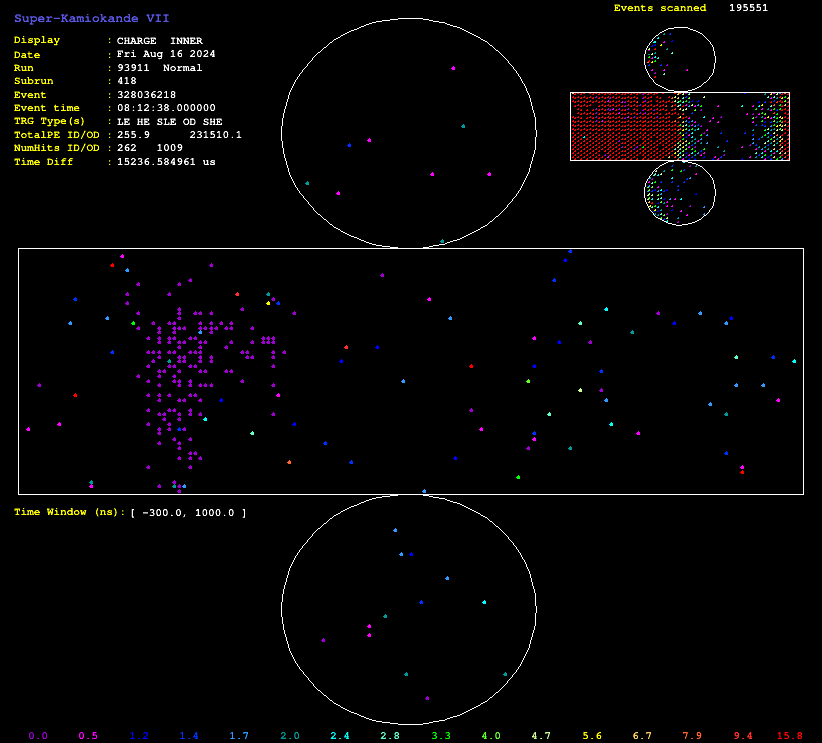 Super-Kamiokande VII
Events scanned 195551
Display : CHARGE INNER
Date : Fri Aug 16 2024
Run : 93911 Normal
Subrun : 418
Event : 328036218
Event time : 08:12:38.000000
TRG Type(s) : LE HE SLE OD SHE
TotalPE ID/OD : 255.9 231510.1
NumHits ID/OD : 262 1009
Time Diff : 15236.584961 us
Time Window (ns): [ -300.0, 1000.0 ]
0.0 0.5 1.2 1.4 1.7 2.0 2.4 2.8 3.3 4.0 4.7 5.6 6.7 7.9 9.4 15.8